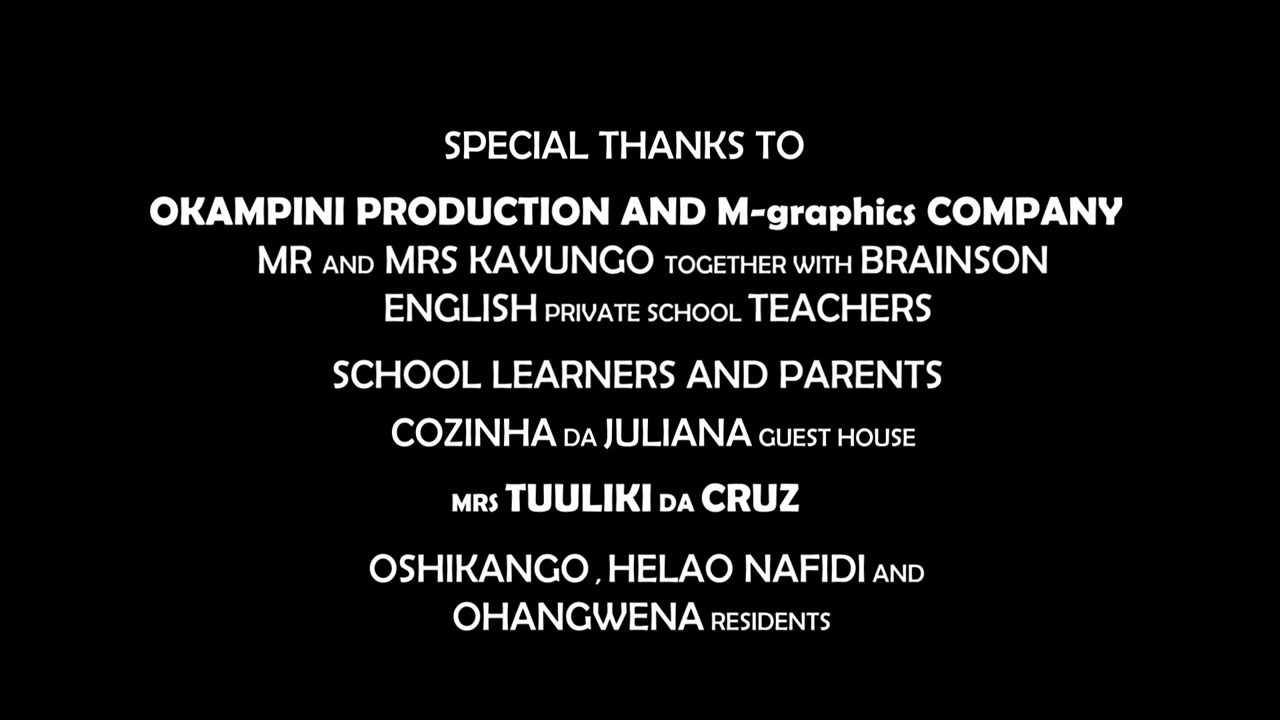 SPECIAL THANKS TO
OKAMPINI PRODUCTION AND M-graphics COMPANY
MR AND MRS KAVUNGO TOGETHER WITH BRAINSON
ENGLISH PRIVATE SCHOOL TEACHERS
SCHOOL LEARNERS AND PARENTS
COZINHA DA JULIANA GUEST HOUSE
MRS TUULIKI DA CRUZ
OSHIKANGO , HELAO NAFIDI AND
OHANGWENA RESIDENTS